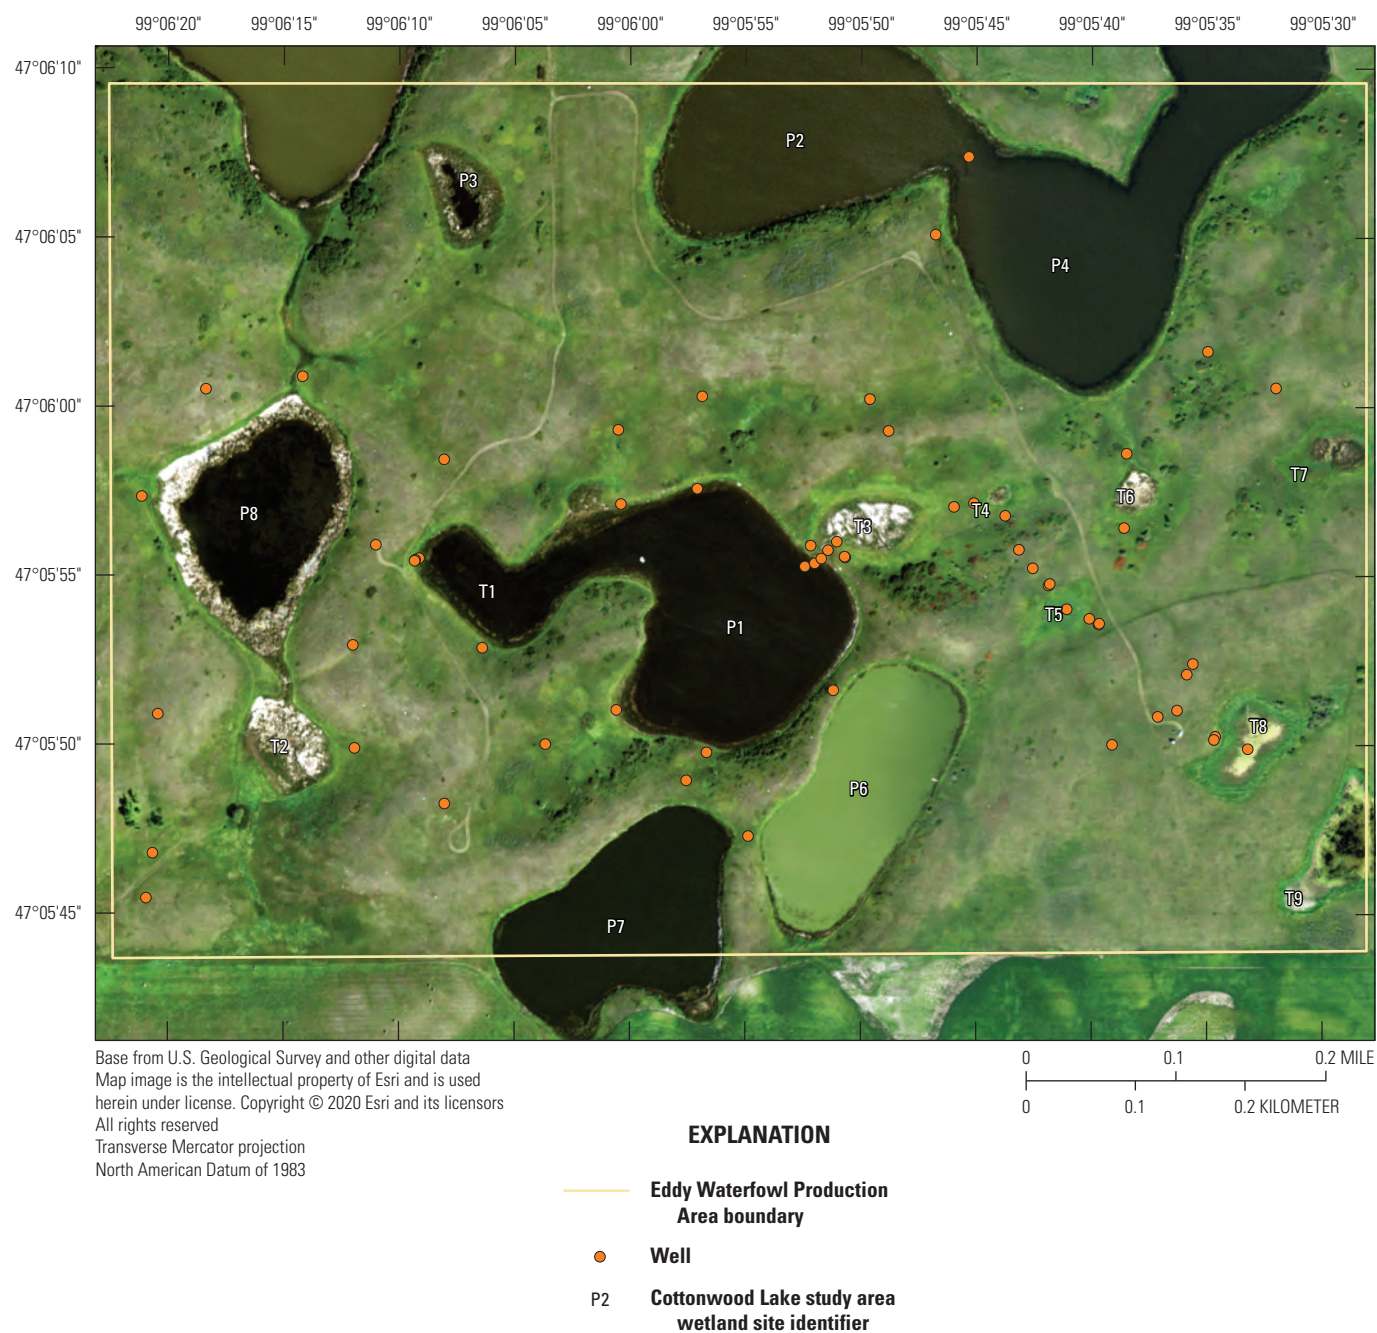 99°06'20" 99°06'15" 99°06'10" 99°06'05" 99°06'00" 99°05'55" 99°05'50" 99°05'45" 99°05'40" 99°05'35" 99°05'30"
47°06'10"
P2
P3
47°06'05"
P4
47°06'00"
T7
T6
P8
T4
T3
47°05'55"
T1
T5
P1
T8
47°05'50"
T2
P6
T9
47°05'45"
P7
Base from U.S. Geological Survey and other digital data
Map image is the intellectual property of Esri and is used
herein under license. Copyright © 2020 Esri and its licensors
All rights reserved
Transverse Mercator projection
North American Datum of 1983
0 0.1 0.2 MILE
0 0.1 0.2 KILOMETER
EXPLANATION
Eddy Waterfowl Production
Area boundary
Well
P2 Cottonwood Lake study area
wetland site identifier